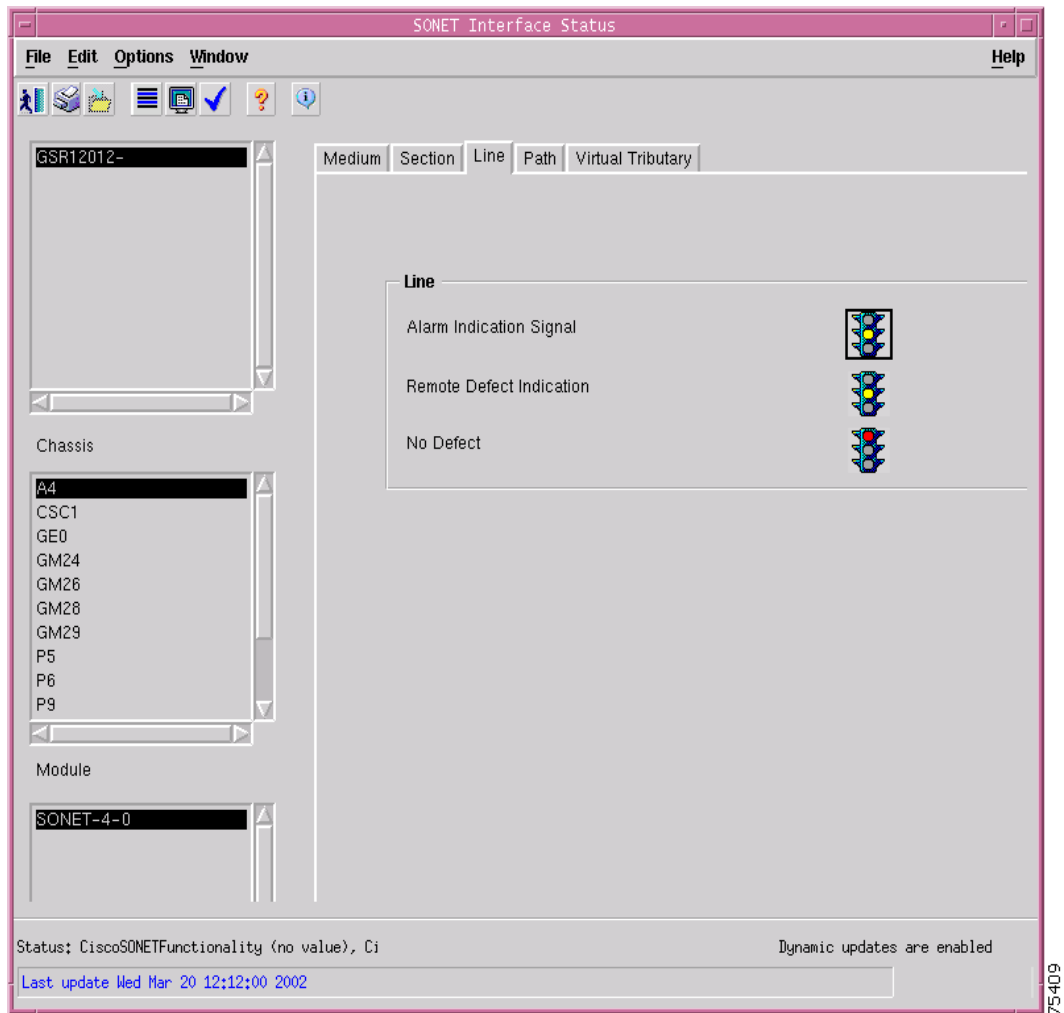 SONET Interface Status
File Edit Options Window Help
GSR12012-
Chassis
A4
CSC1
GE0
GM24
GM26
GM28
GM29
P5
P6
P9
Module
SONET-4-0
Medium Section Line Path Virtual Tributary
Line
Alarm Indication Signal
Remote Defect Indication
No Defect
Status: CiscoSONETFunctionality (no value), Ci
Dynamic updates are enabled
Last update Wed Mar 20 12:12:00 2002
75409